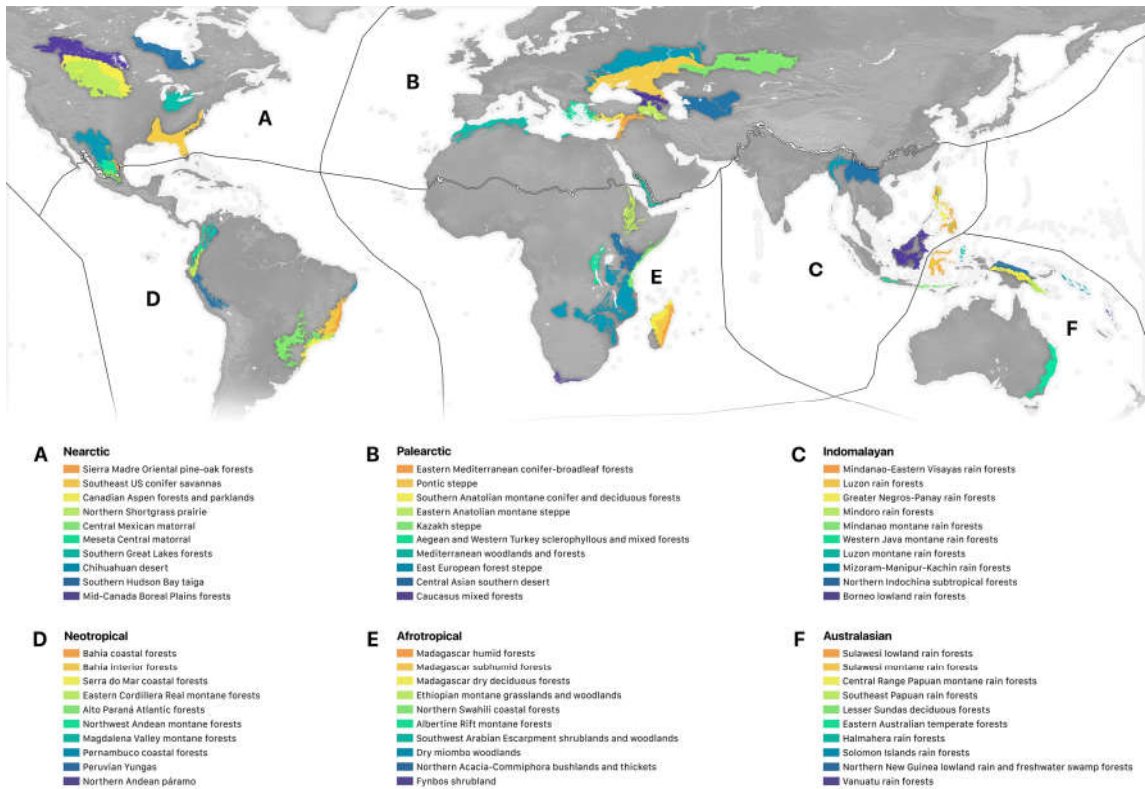 A
B
C
D
E
F
A Nearctic
Sierra Madre Oriental pine-oak forests
Southeast US conifer savannas
Canadian Aspen forests and parklands
Northern Shortgrass prairie
Central Mexican matorral
Meseta Central matorral
Southern Great Lakes forests
Chihuahuan desert
Southern Hudson Bay taiga
Mid-Canada Boreal Plains forests
B Palearctic
Eastern Mediterranean conifer-broadleaf forests
Pontic steppe
Southern Anatolian montane conifer and deciduous forests
Eastern Anatolian montane steppe
Kazakh steppe
Aegean and Western Turkey sclerophyllous and mixed forests
Mediterranean woodlands and forests
East European forest steppe
Central Asian southern desert
Caucasus mixed forests
C Indomalayan
Mindanao-Eastern Visayas rain forests
Luzon rain forests
Greater Negros-Panay rain forests
Mindoro rain forests
Mindanao montane rain forests
Western Java montane rain forests
Luzon montane rain forests
Mizoram-Manipur-Kachin rain forests
Northern Indochina subtropical forests
Borneo lowland rain forests
D Neotropical
Bahia coastal forests
Bahia interior forests
Serra do Mar coastal forests
Eastern Cordillera Real montane forests
Alto Paraná Atlantic forests
Northwest Andean montane forests
Magdalena Valley montane forests
Pernambuco coastal forests
Peruvian Yungas
Northern Andean páramo
E Afrotropical
Madagascar humid forests
Madagascar subhumid forests
Madagascar dry deciduous forests
Ethiopian montane grasslands and woodlands
Northern Swahili coastal forests
Albertine Rift montane forests
Southwest Arabian Escarpment shrublands and woodlands
Dry miombo woodlands
Northern Acacia-Commiphora bushlands and thickets
Fynbos shrubland
F Australasian
Sulawesi lowland rain forests
Sulawesi montane rain forests
Central Range Papuan montane rain forests
Southeast Papuan rain forests
Lesser Sundas deciduous forests
Eastern Australian temperate forests
Halmahera rain forests
Solomon Islands rain forests
Northern New Guinea lowland rain and freshwater swamp forests
Vanuatu rain forests